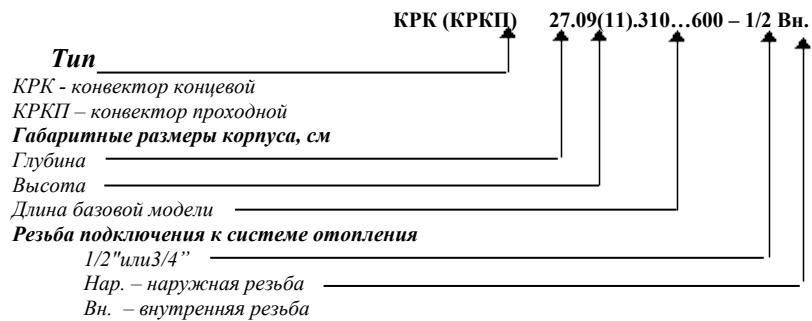 КРК (КРКП) 27.09(11).310…600 – 1/2 Вн.
Тип
КРК - конвектор концевой
КРКП – конвектор проходной
Габаритные размеры корпуса, см
Глубина
Высота
Длина базовой модели
Резьба подключения к системе отопления
1/2"или3/4”
Нар. – наружная резьба
Вн. – внутренняя резьба